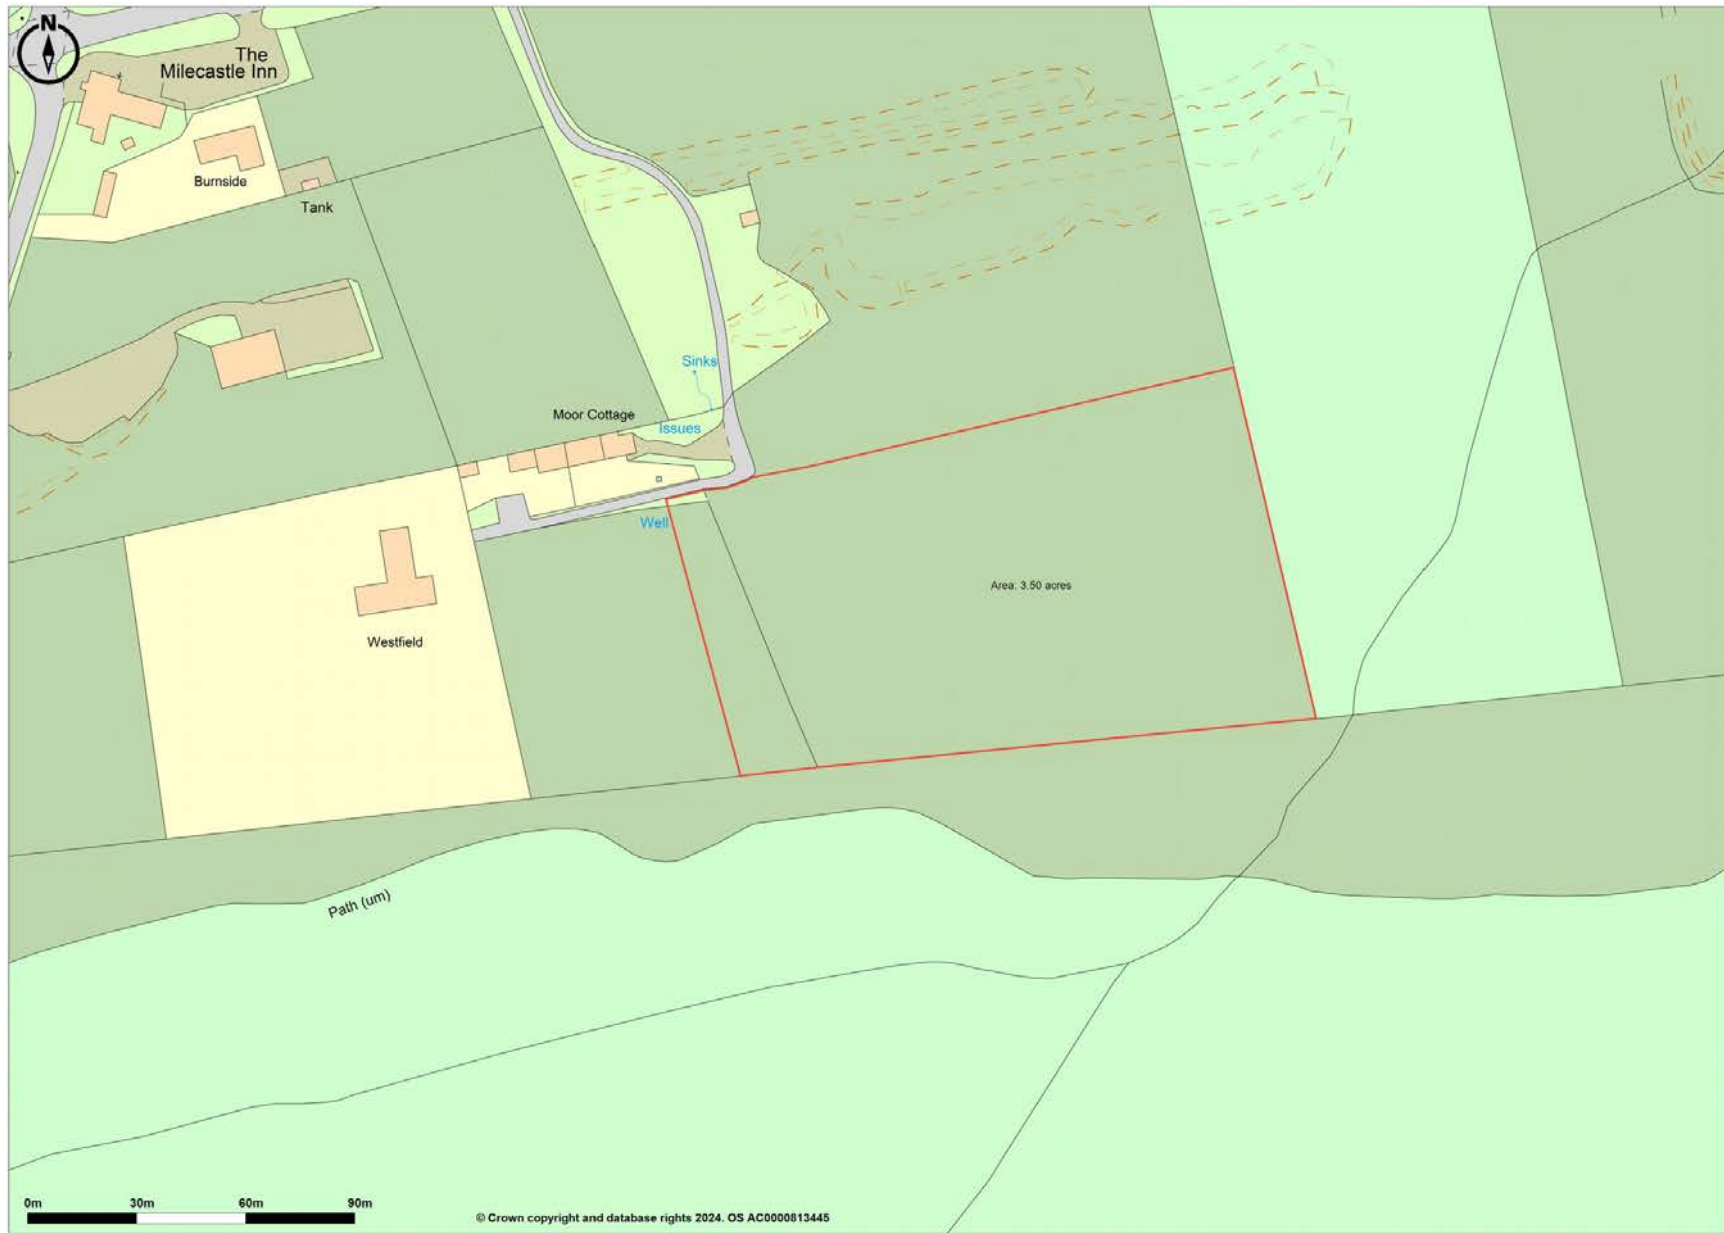 N
The
Milecastle Inn
Burnside
Tank
Sinks
Moor Cottage
Issues
Well
Area: 3.50 acres
Westfield
Path (um)
0m 30m 60m 90m
© Crown copyright and database rights 2024. OS AC0000813445